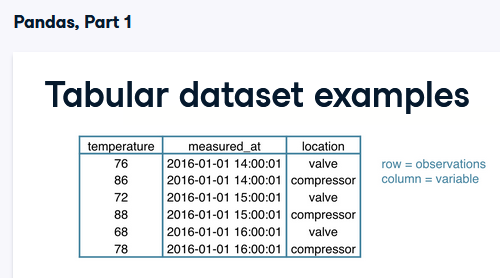 Pandas, Part 1
Tabular dataset examples
temperature measured_at location
76 2016-01-01 14:00:01 valve
86 2016-01-01 14:00:01 compressor
72 2016-01-01 15:00:01 valve
88 2016-01-01 15:00:01 compressor
68 2016-01-01 16:00:01 valve
78 2016-01-01 16:00:01 compressor
row = observations
column = variable